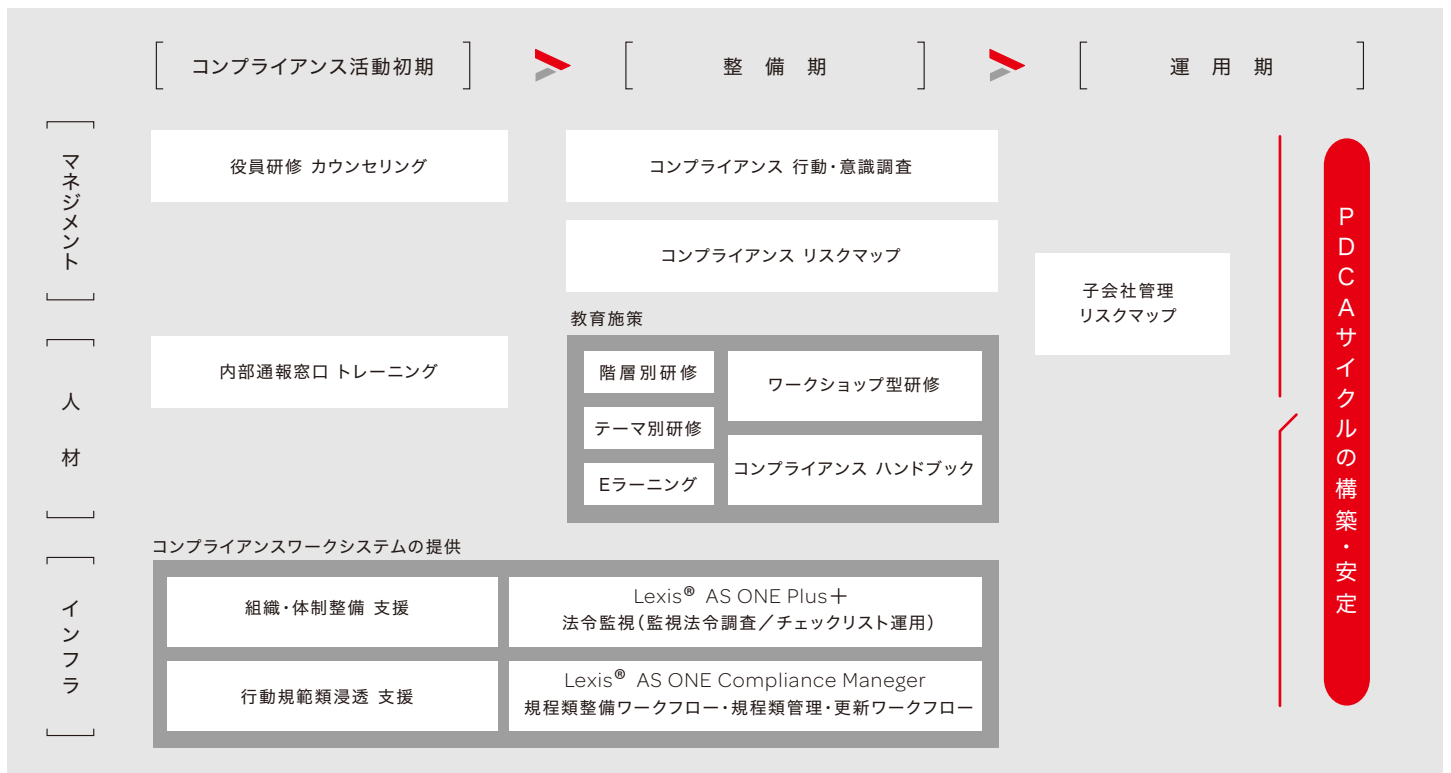 コンプライアンス活動初期
整備期
運用期
マネジメント
役員研修 カウンセリング
コンプライアンス 行動・意識調査
コンプライアンス リスクマップ
子会社管理
リスクマップ
人材
内部通報窓口 トレーニング
教育施策
階層別研修
テーマ別研修
Eラーニング
ワークショップ型研修
コンプライアンス ハンドブック
インフラ
コンプライアンスワークシステムの提供
組織・体制整備 支援
Lexis® AS ONE Plus＋
法令監視(監視法令調査／チェックリスト運用)
行動規範類浸透 支援
Lexis® AS ONE Compliance Maneger
規程類整備ワークフロー・規程類管理・更新ワークフロー
PDCAサイクルの構築・安定